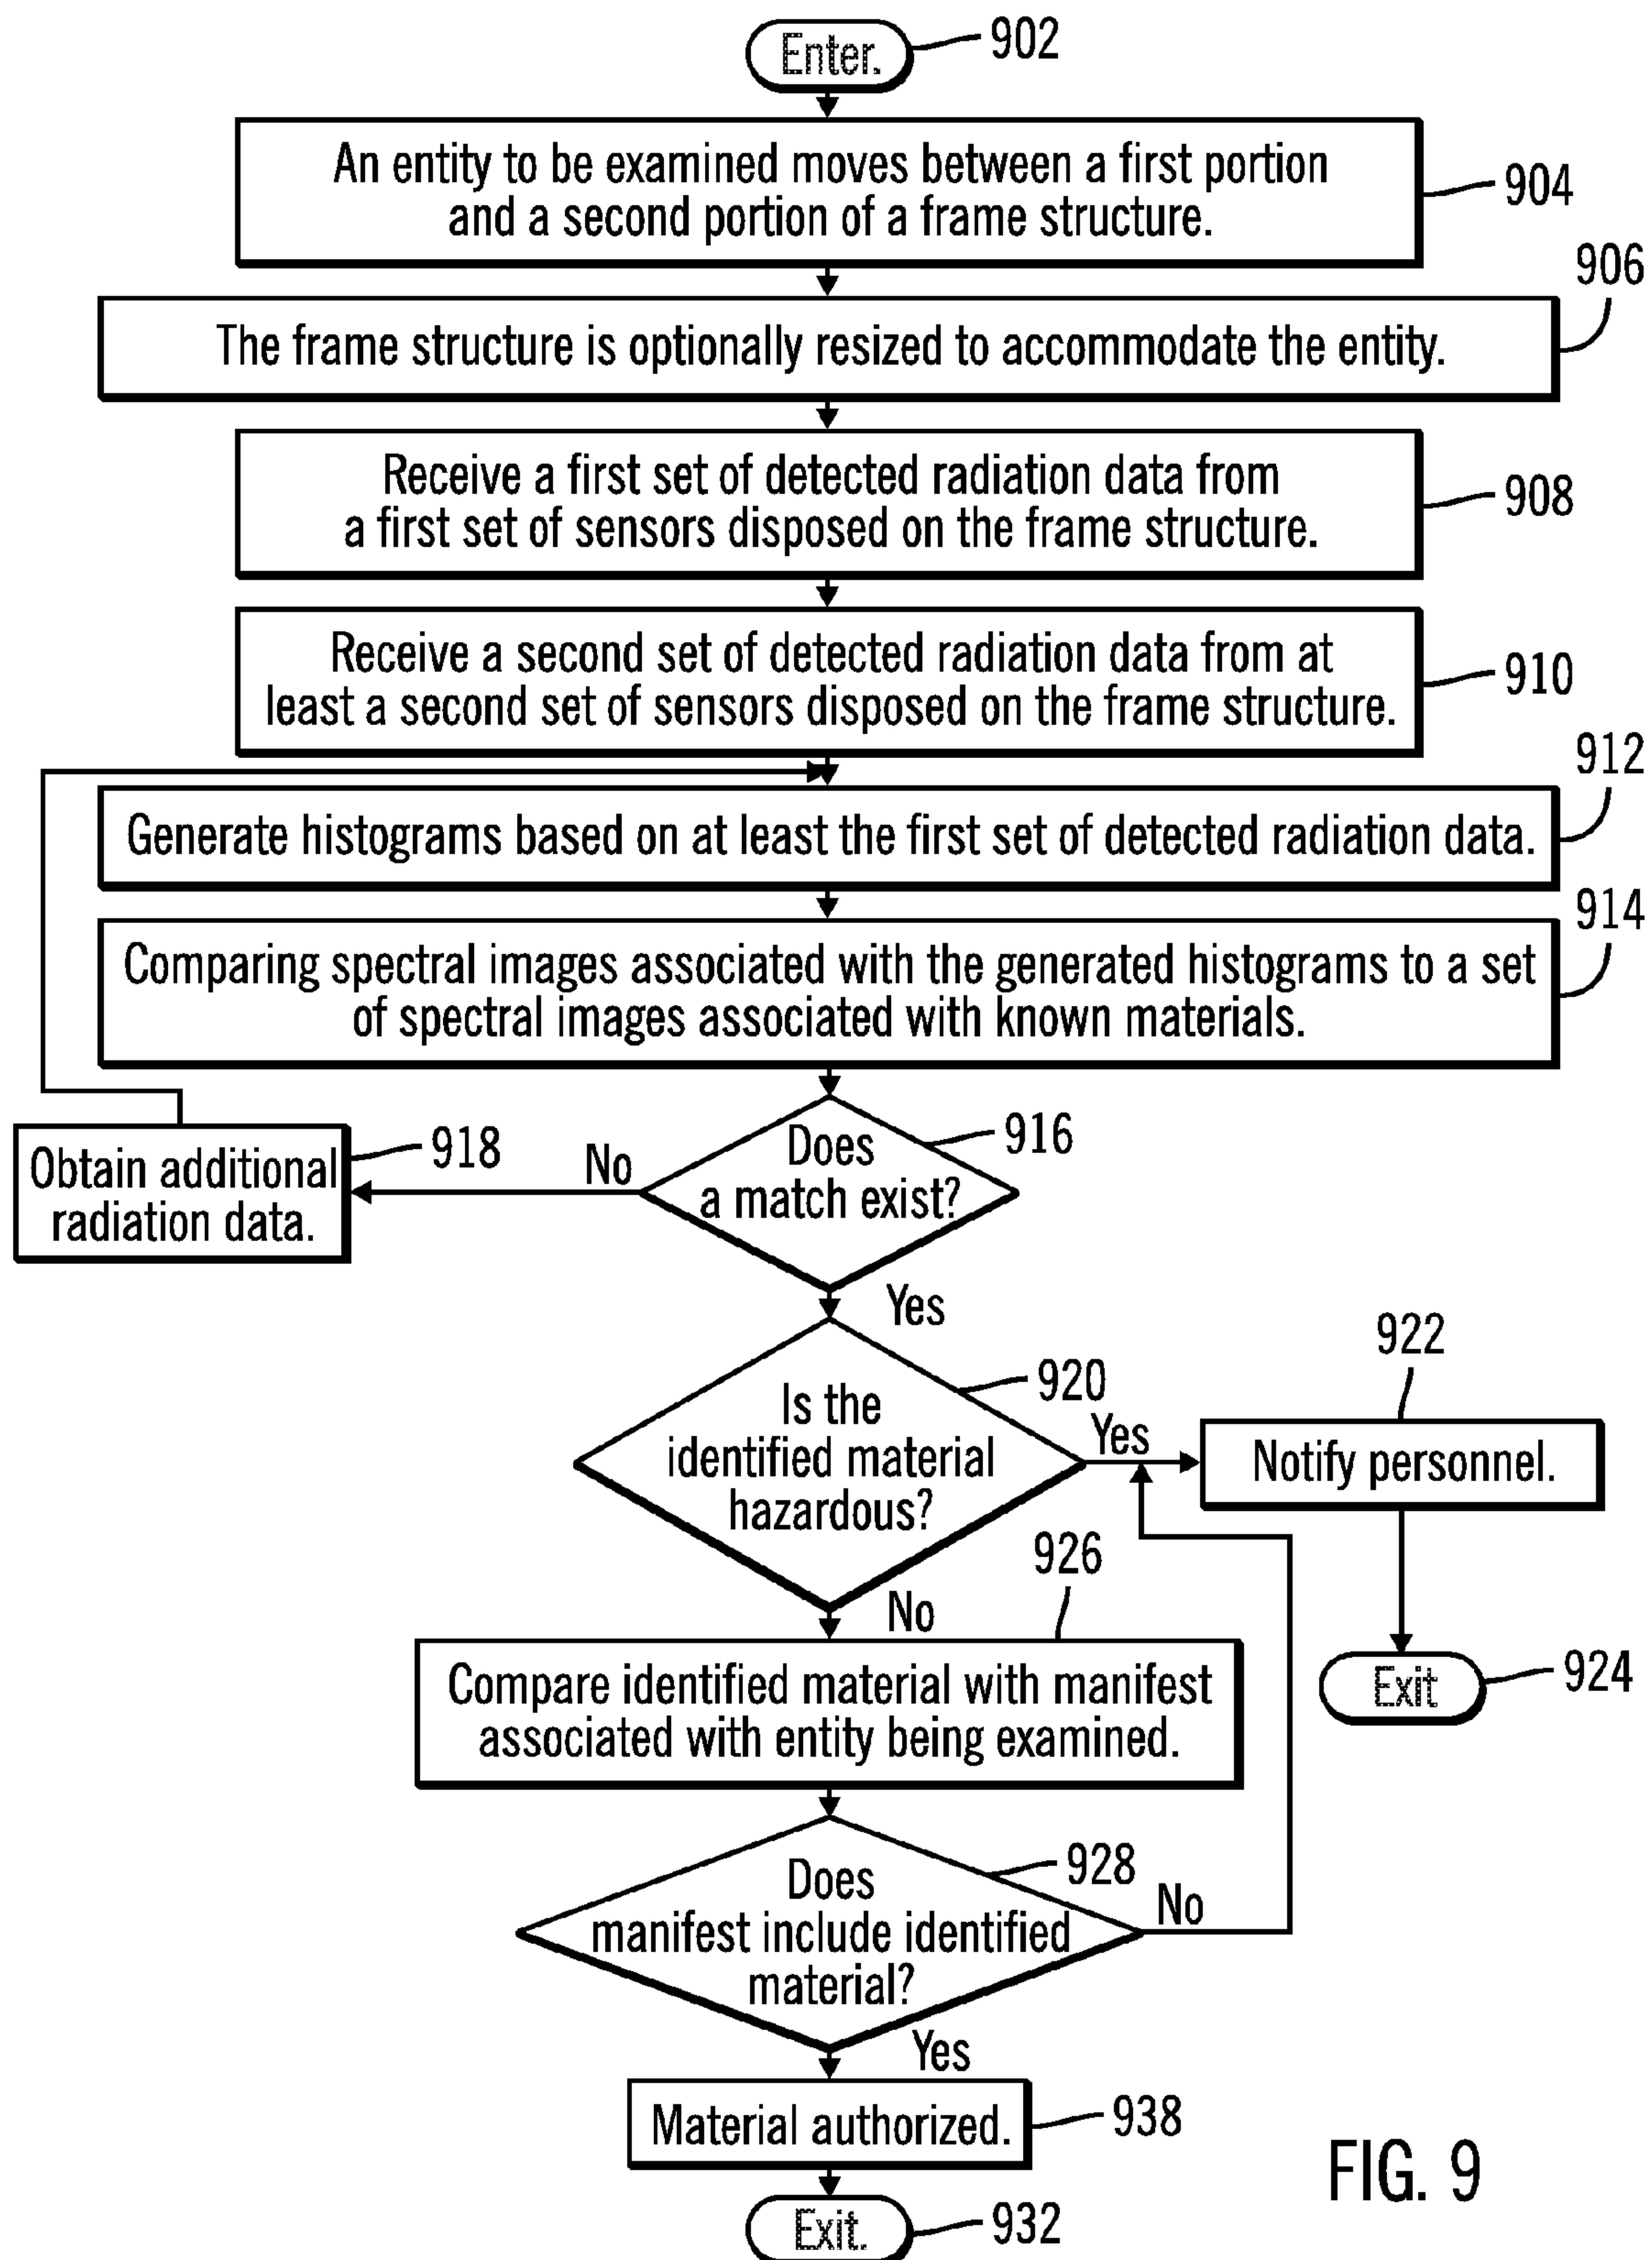 Enter.
902
An entity to be examined moves between a first portion
and a second portion of a frame structure.
904
906
The frame structure is optionally resized to accommodate the entity.
Receive a first set of detected radiation data from
a first set of sensors disposed on the frame structure.
908
Receive a second set of detected radiation data from at
least a second set of sensors disposed on the frame structure.
910
912
Generate histograms based on at least the first set of detected radiation data.
914
Comparing spectral images associated with the generated histograms to a set
of spectral images associated with known materials.
Does
a match exist?
916
No
918
Obtain additional
radiation data.
Yes
Is the
identified material
hazardous?
920
Yes
922
Notify personnel.
924
Exit
No
926
Compare identified material with manifest
associated with entity being examined.
Does
manifest include identified
material?
928
No
Yes
Material authorized.
938
Exit.
932
FIG. 9